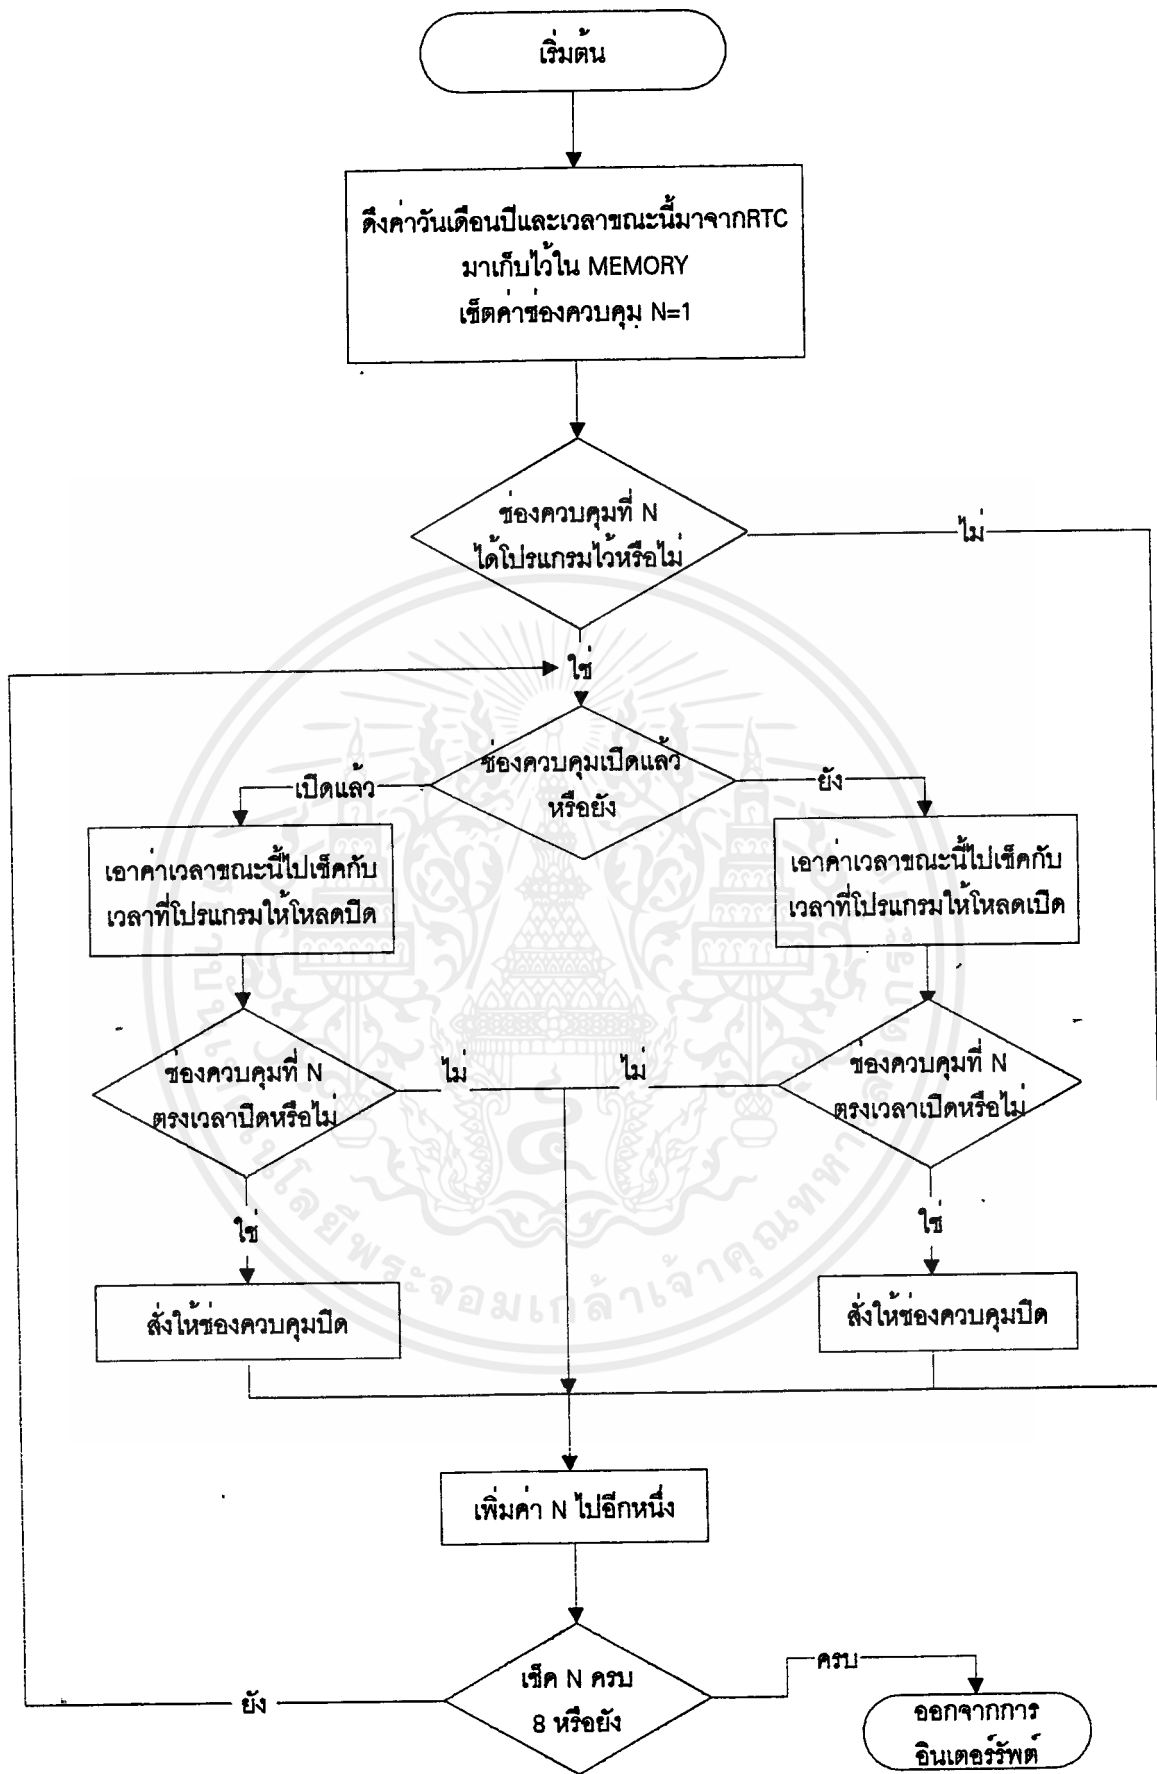 เริ่มต้น
ดึงค่าวันเดือนปีและเวลาขณะนี้มาจากRTC
มาเก็บไว้ใน MEMORY
เซ็ตค่าช่องควบคุม N=1
ช่องควบคุมที่ N
ได้โปรแกรมไว้หรือไม่
ไม่
ใช่
ช่องควบคุมเปิดแล้ว
หรือยัง
เปิดแล้ว
ยัง
เอาค่าเวลาขณะนี้ไปเช็คกับ
เวลาที่โปรแกรมให้โหลดปิด
เอาค่าเวลาขณะนี้ไปเช็คกับ
เวลาที่โปรแกรมให้โหลดเปิด
ช่องควบคุมที่ N
ตรงเวลาปิดหรือไม่
ไม่
ไม่
ช่องควบคุมที่ N
ตรงเวลาเปิดหรือไม่
ใช่
ใช่
สั่งให้ช่องควบคุมปิด
สั่งให้ช่องควบคุมปิด
เพิ่มค่า N ไปอีกหนึ่ง
เช็ค N ครบ
8 หรือยัง
ยัง
ครบ
ออกจากการ
อินเตอร์รัพต์